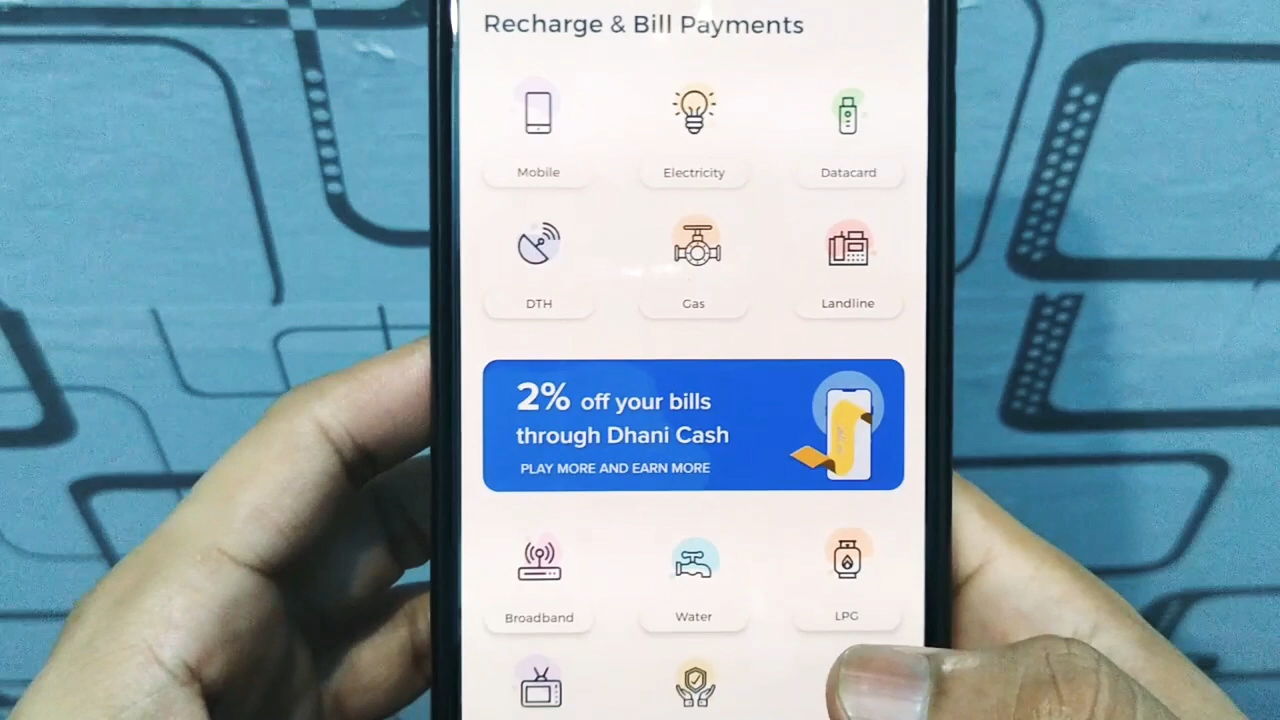 Recharge & Bill Payments
Mobile
Electricity
Datacard
DTH
Gas
Landline
2% off your bills
through Dhani Cash
PLAY MORE AND EARN MORE
Broadband
Water
LPG